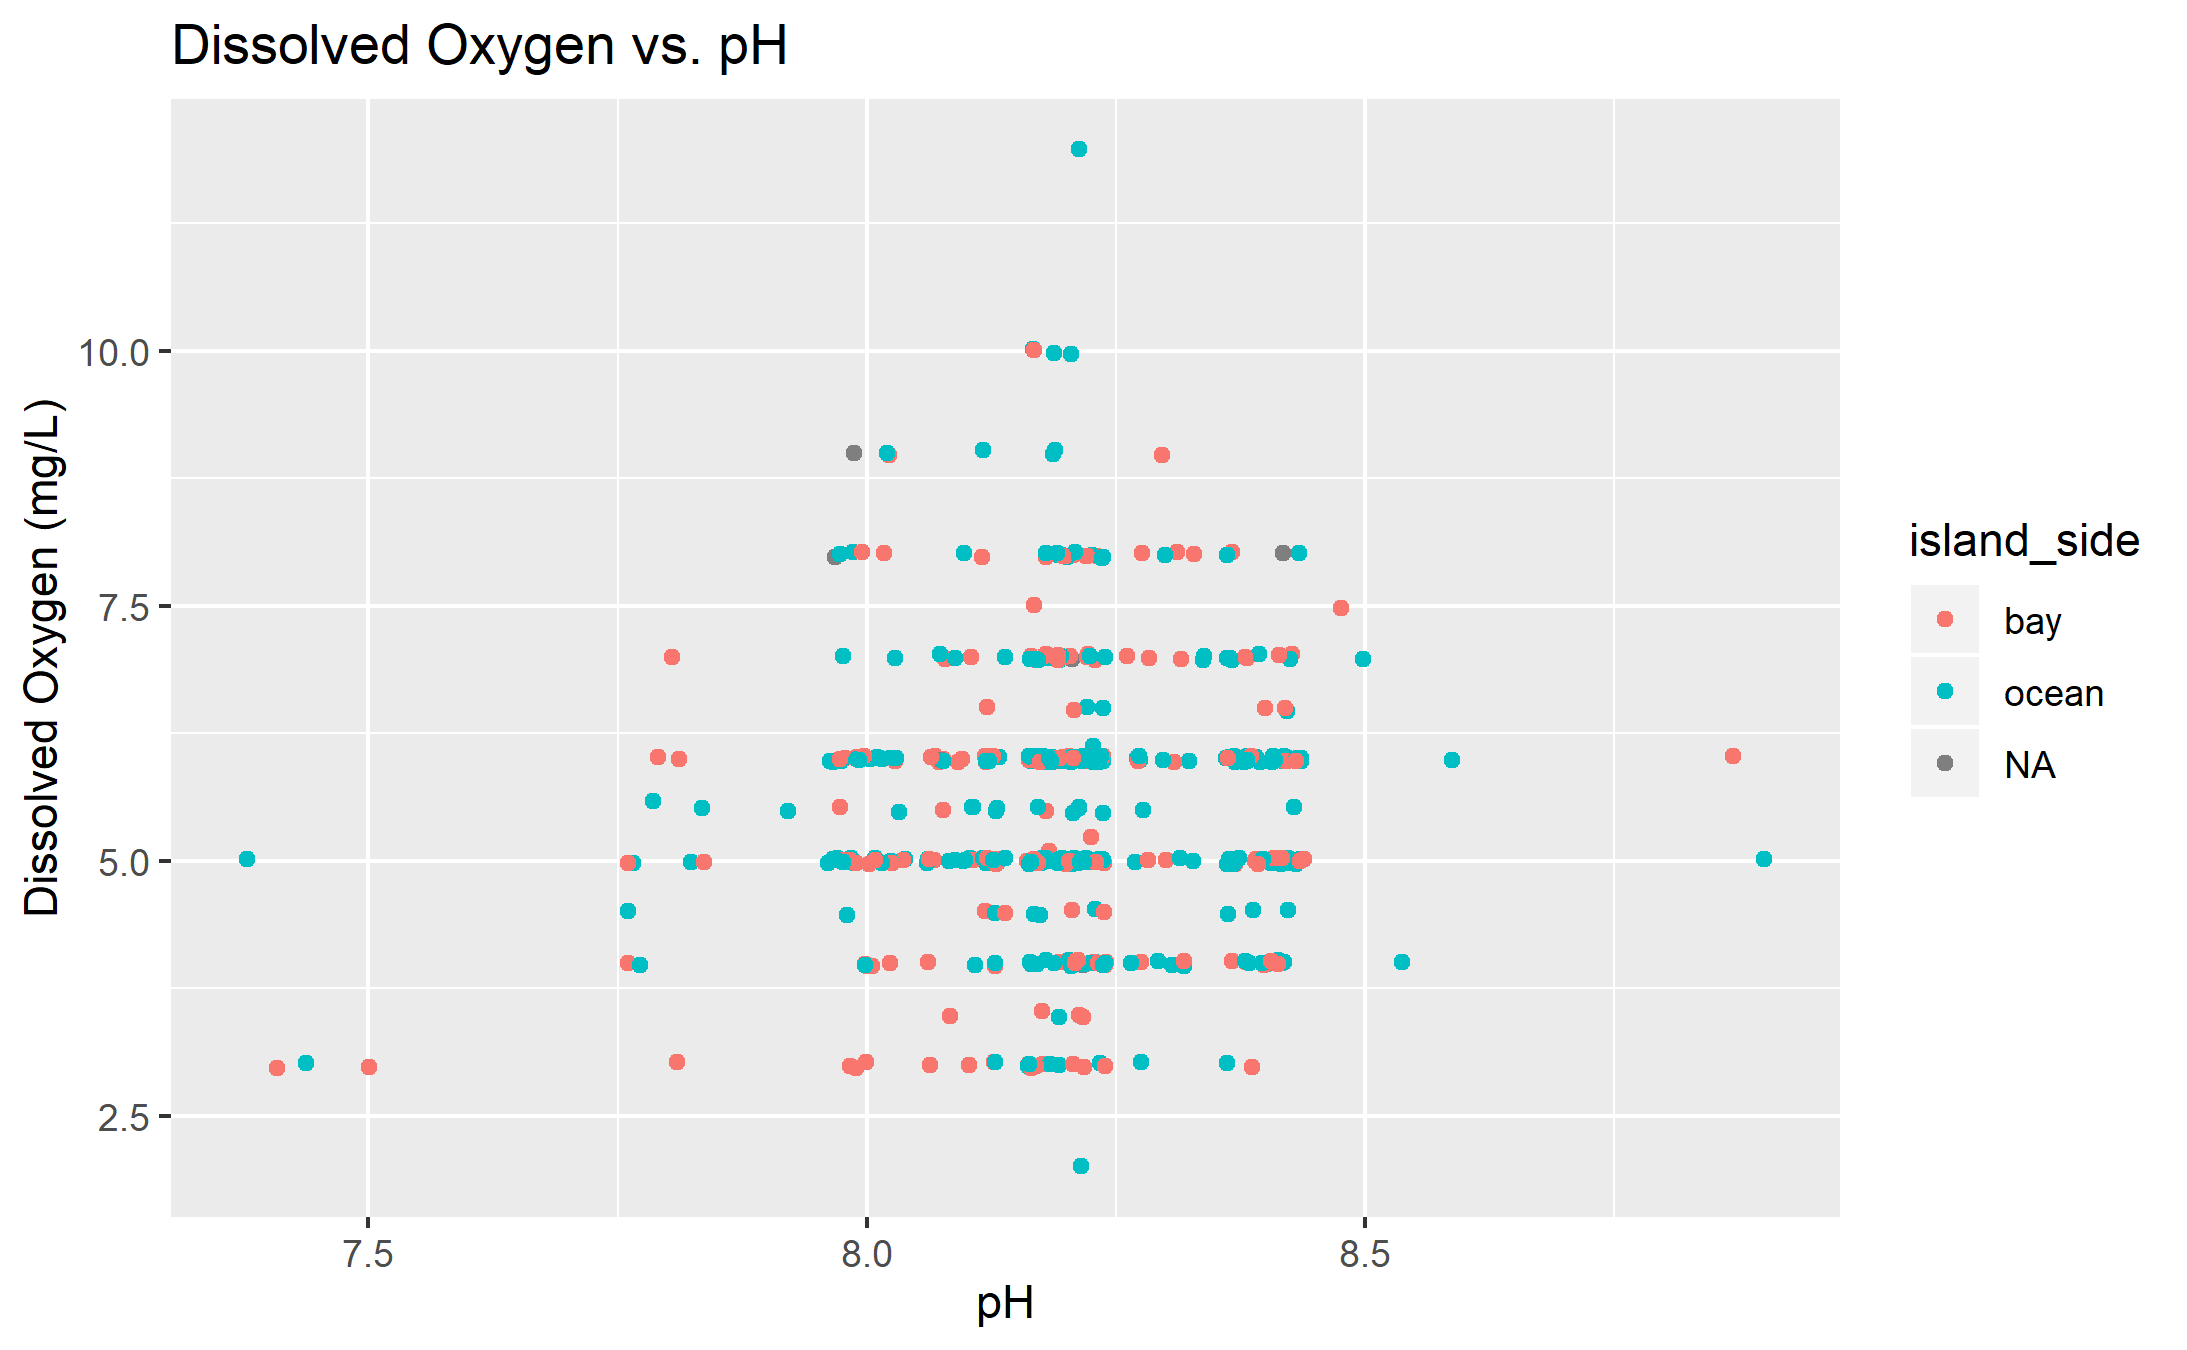 Dissolved Oxygen vs. pH
Dissolved Oxygen (mg/L)
10.0
7.5
5.0
2.5
7.5 8.0 8.5
pH
island_side
bay
ocean
NA